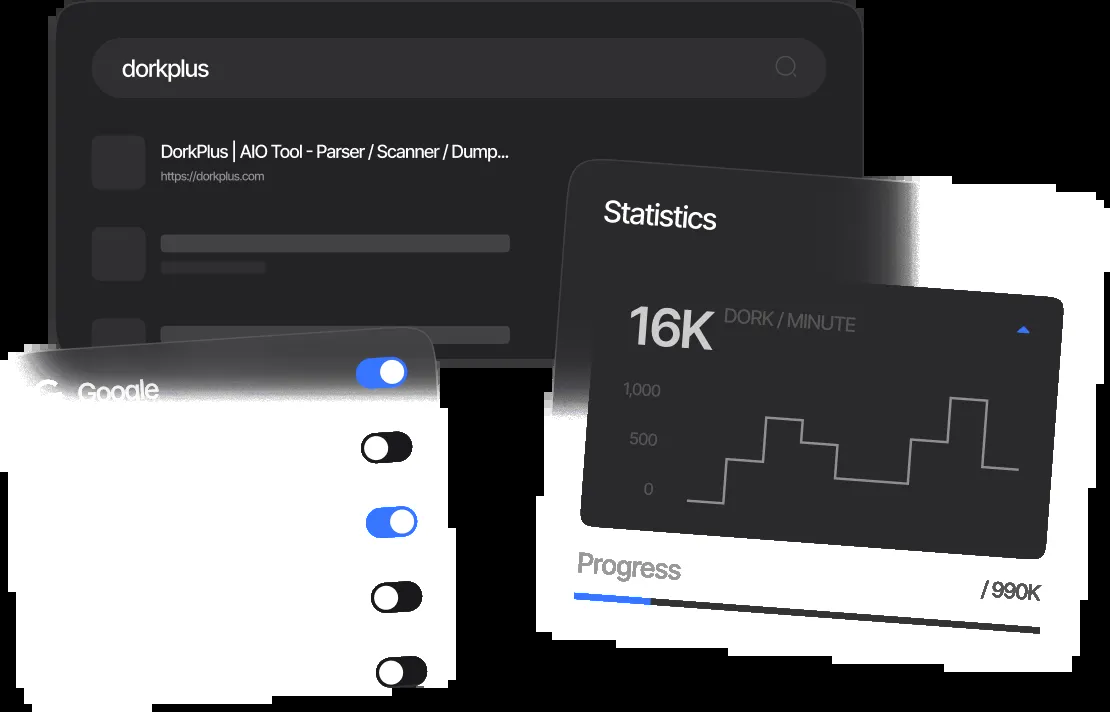 dorkplus
DorkPlus | AIO Tool - Parser / Scanner / Dump...
https://dorkplus.com
Statistics
16K DORK / MINUTE
1,000
500
0
Google
Progress
/ 990K